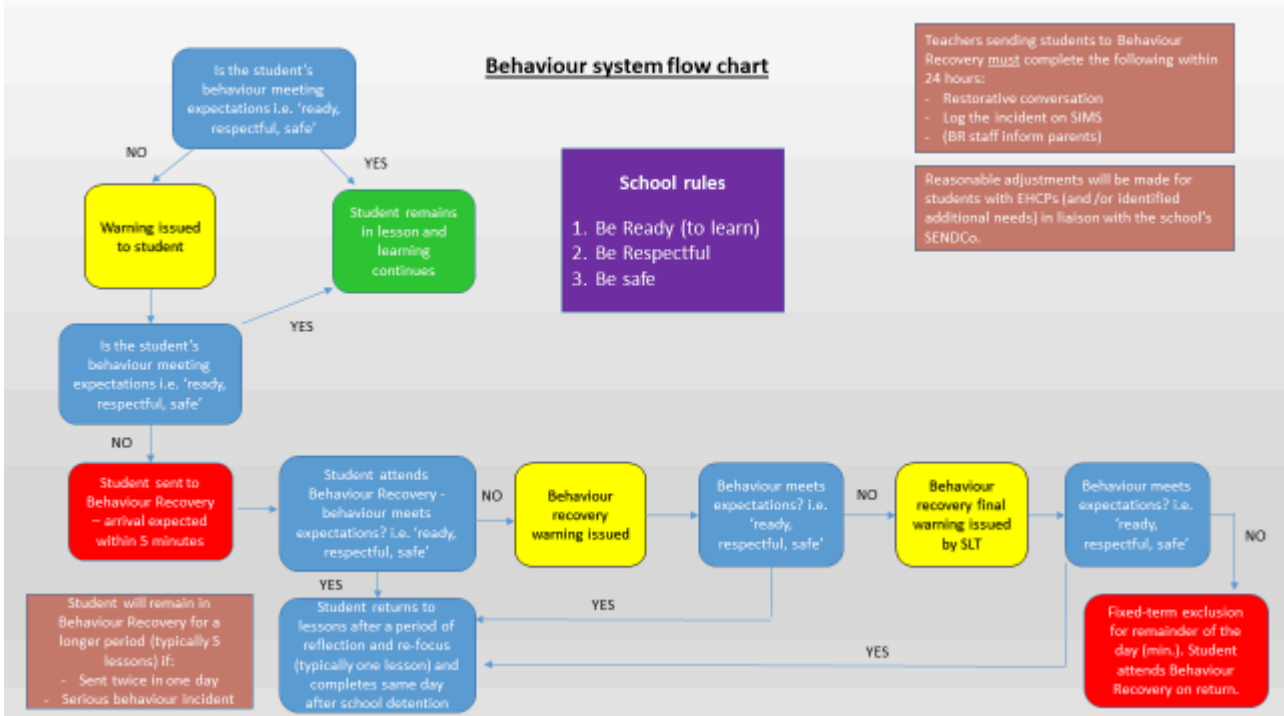 Behaviour system flow chart
Is the student's
behaviour meeting
expectations i.e. 'ready,
respectful, safe'
NO
YES
Warning issued
to student
Student remains
in lesson and
learning
continues
School rules
1. Be Ready (to learn)
2. Be Respectful
3. Be safe
Teachers sending students to Behaviour
Recovery must complete the following within
24 hours:
- Restorative conversation
- Log the incident on SIMS
- (BR staff inform parents)
Reasonable adjustments will be made for
students with EHCPs (and /or identified
additional needs) in liaison with the school's
SENDCo.
YES
Is the student's
behaviour meeting
expectations i.e. 'ready,
respectful, safe'
NO
Student sent to
Behaviour Recovery
– arrival expected
within 5 minutes
Student attends
Behaviour Recovery -
behaviour meets
expectations? i.e. 'ready,
respectful, safe'
NO
Behaviour
recovery
warning issued
Behaviour meets
expectations? i.e.
'ready,
respectful, safe'
NO
Behaviour
recovery final
warning issued
by SLT
Behaviour meets
expectations? i.e.
'ready,
respectful, safe'
NO
YES
YES
YES
Student will remain in
Behaviour Recovery for a
longer period (typically 5
lessons) if:
- Sent twice in one day
- Serious behaviour incident
Student returns to
lessons after a period of
reflection and re-focus
(typically one lesson) and
completes same day
after school detention
Fixed-term exclusion
for remainder of the
day (min.). Student
attends Behaviour
Recovery on return.